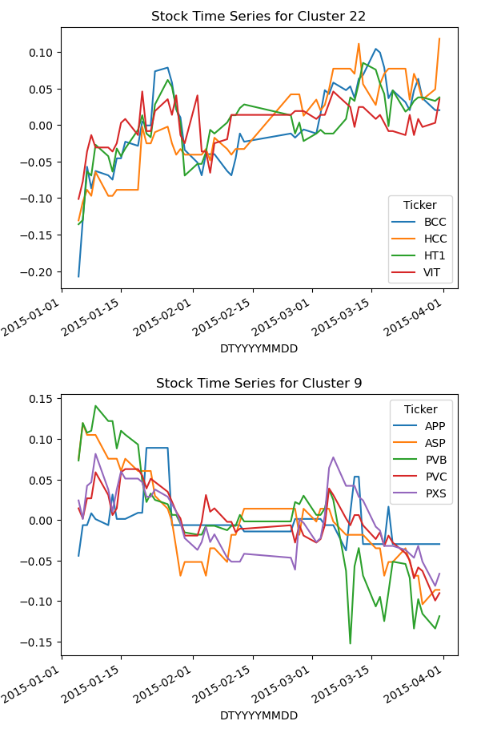 Stock Time Series for Cluster 22
0.10
0.05
0.00
−0.05
−0.10
−0.15
−0.20
Ticker
BCC
HCC
HT1
VIT
2015-01-01
2015-01-15
2015-02-01
2015-02-15
2015-03-01
2015-03-15
2015-04-01
DTYYYYMMDD
Stock Time Series for Cluster 9
0.15
0.10
0.05
0.00
−0.05
−0.10
−0.15
Ticker
APP
ASP
PVB
PVC
PXS
2015-01-01
2015-01-15
2015-02-01
2015-02-15
2015-03-01
2015-03-15
2015-04-01
DTYYYYMMDD